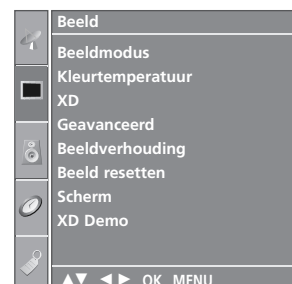 Beeld
Beeldmodus
Kleurtemperatuur
XD
Geavanceerd
Beeldverhouding
Beeld resetten
Scherm
XD Demo
▲▼ ◄► OK MENU